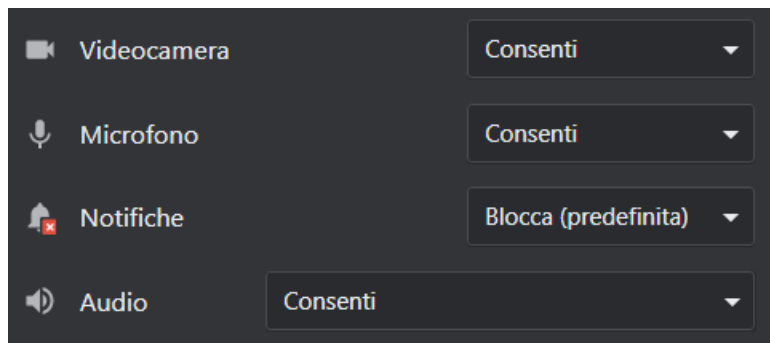 Videocamera Consenti
Microfono Consenti
Notifiche Blocca (predefinita)
Audio Consenti